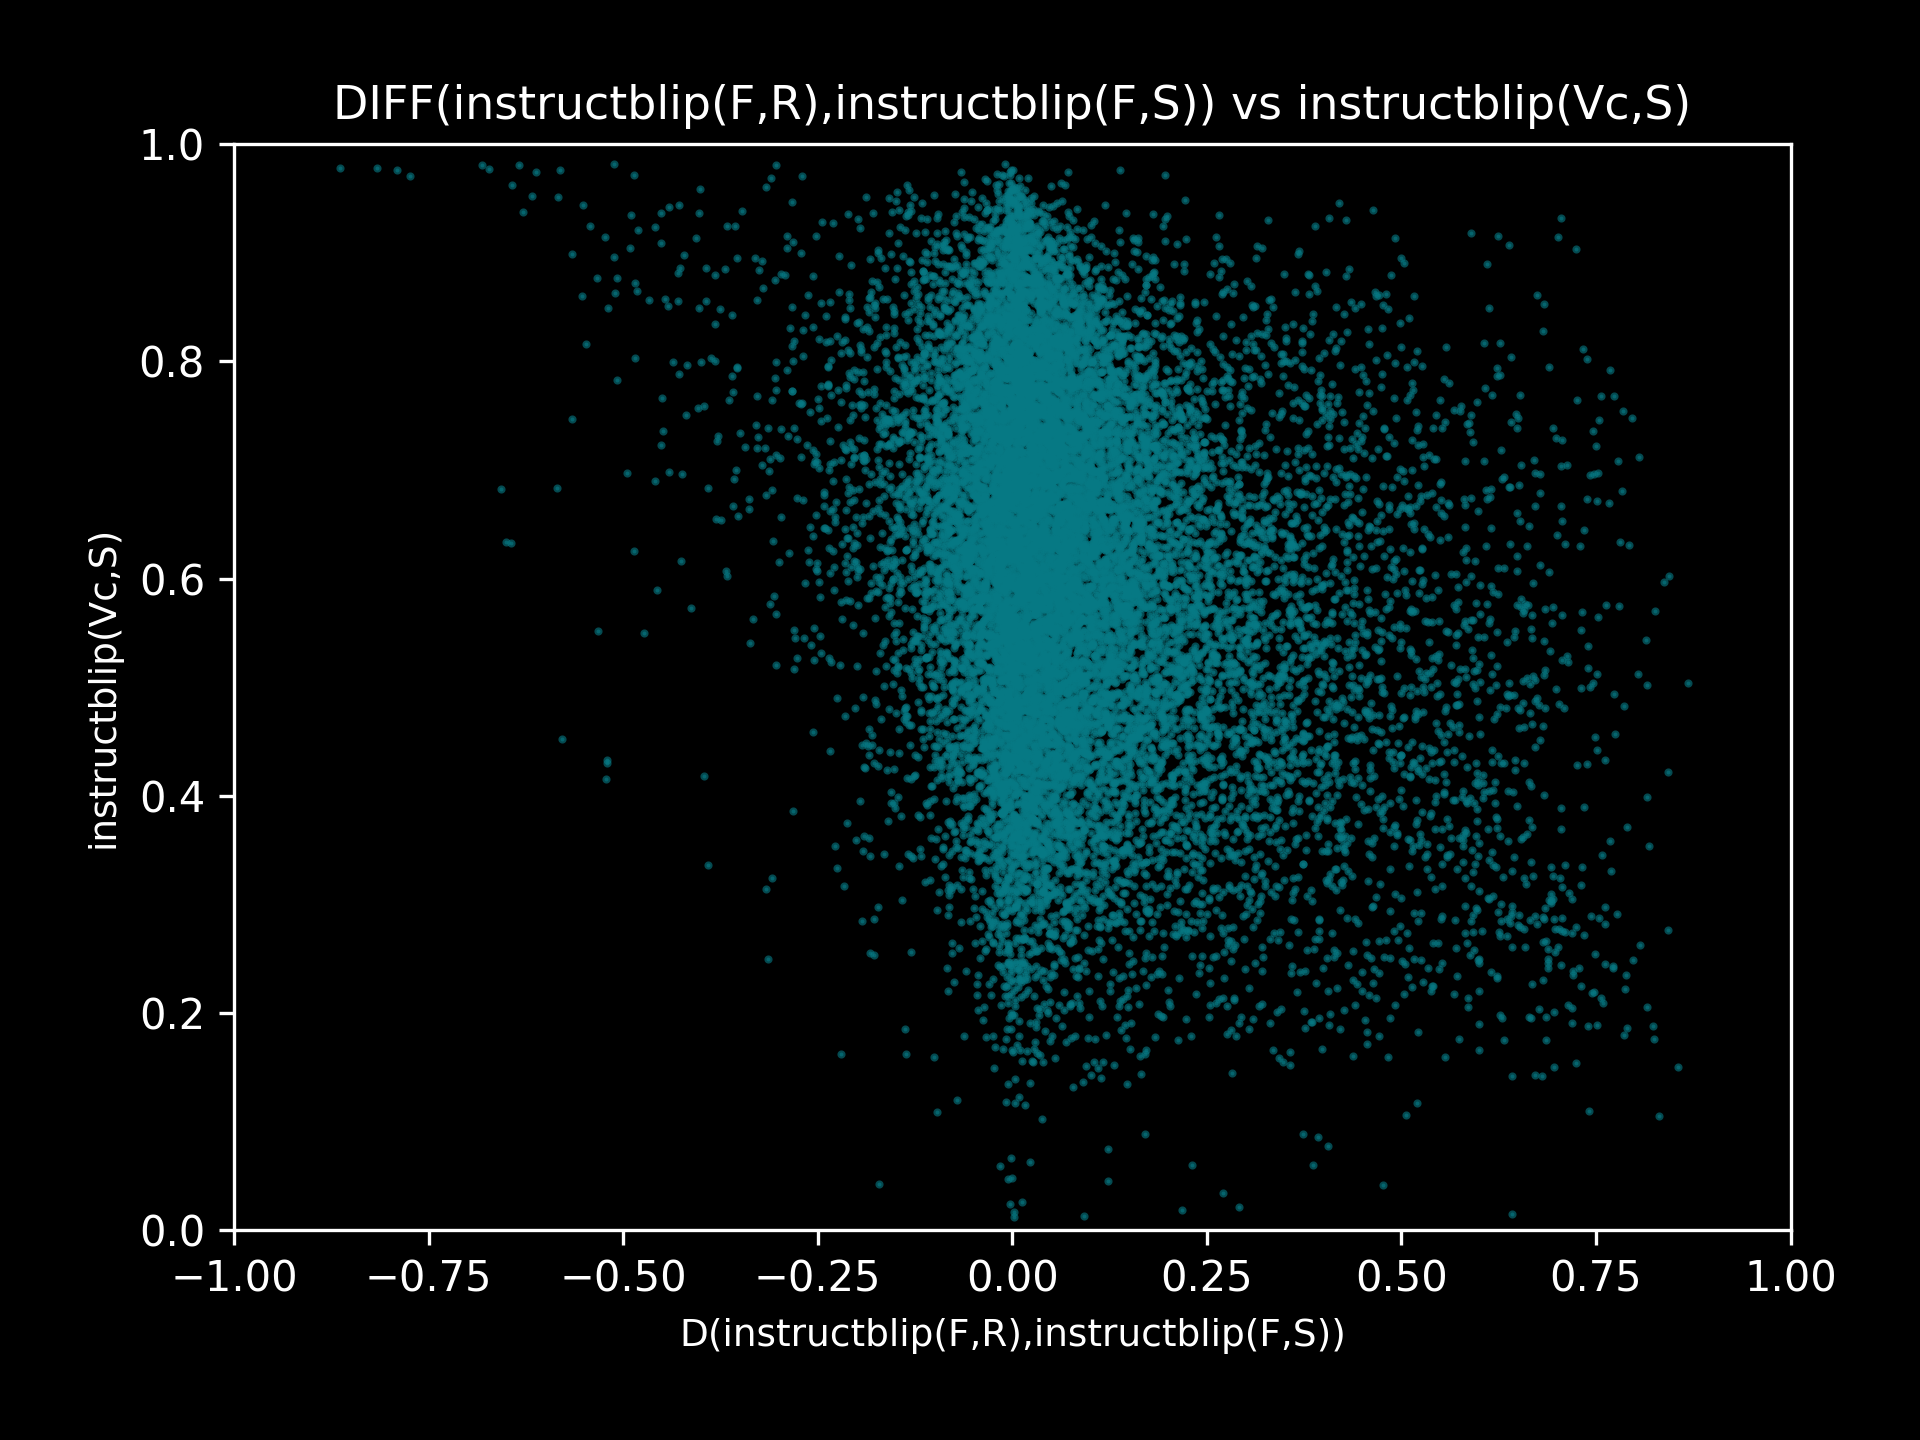 DIFF(instructblip(F,R),instructblip(F,S)) vs instructblip(Vc,S)
1.0
0.8
0.6
0.4
0.2
0.0
instructblip(Vc,S)
−1.00 −0.75 −0.50 −0.25 0.00 0.25 0.50 0.75 1.00
D(instructblip(F,R),instructblip(F,S))